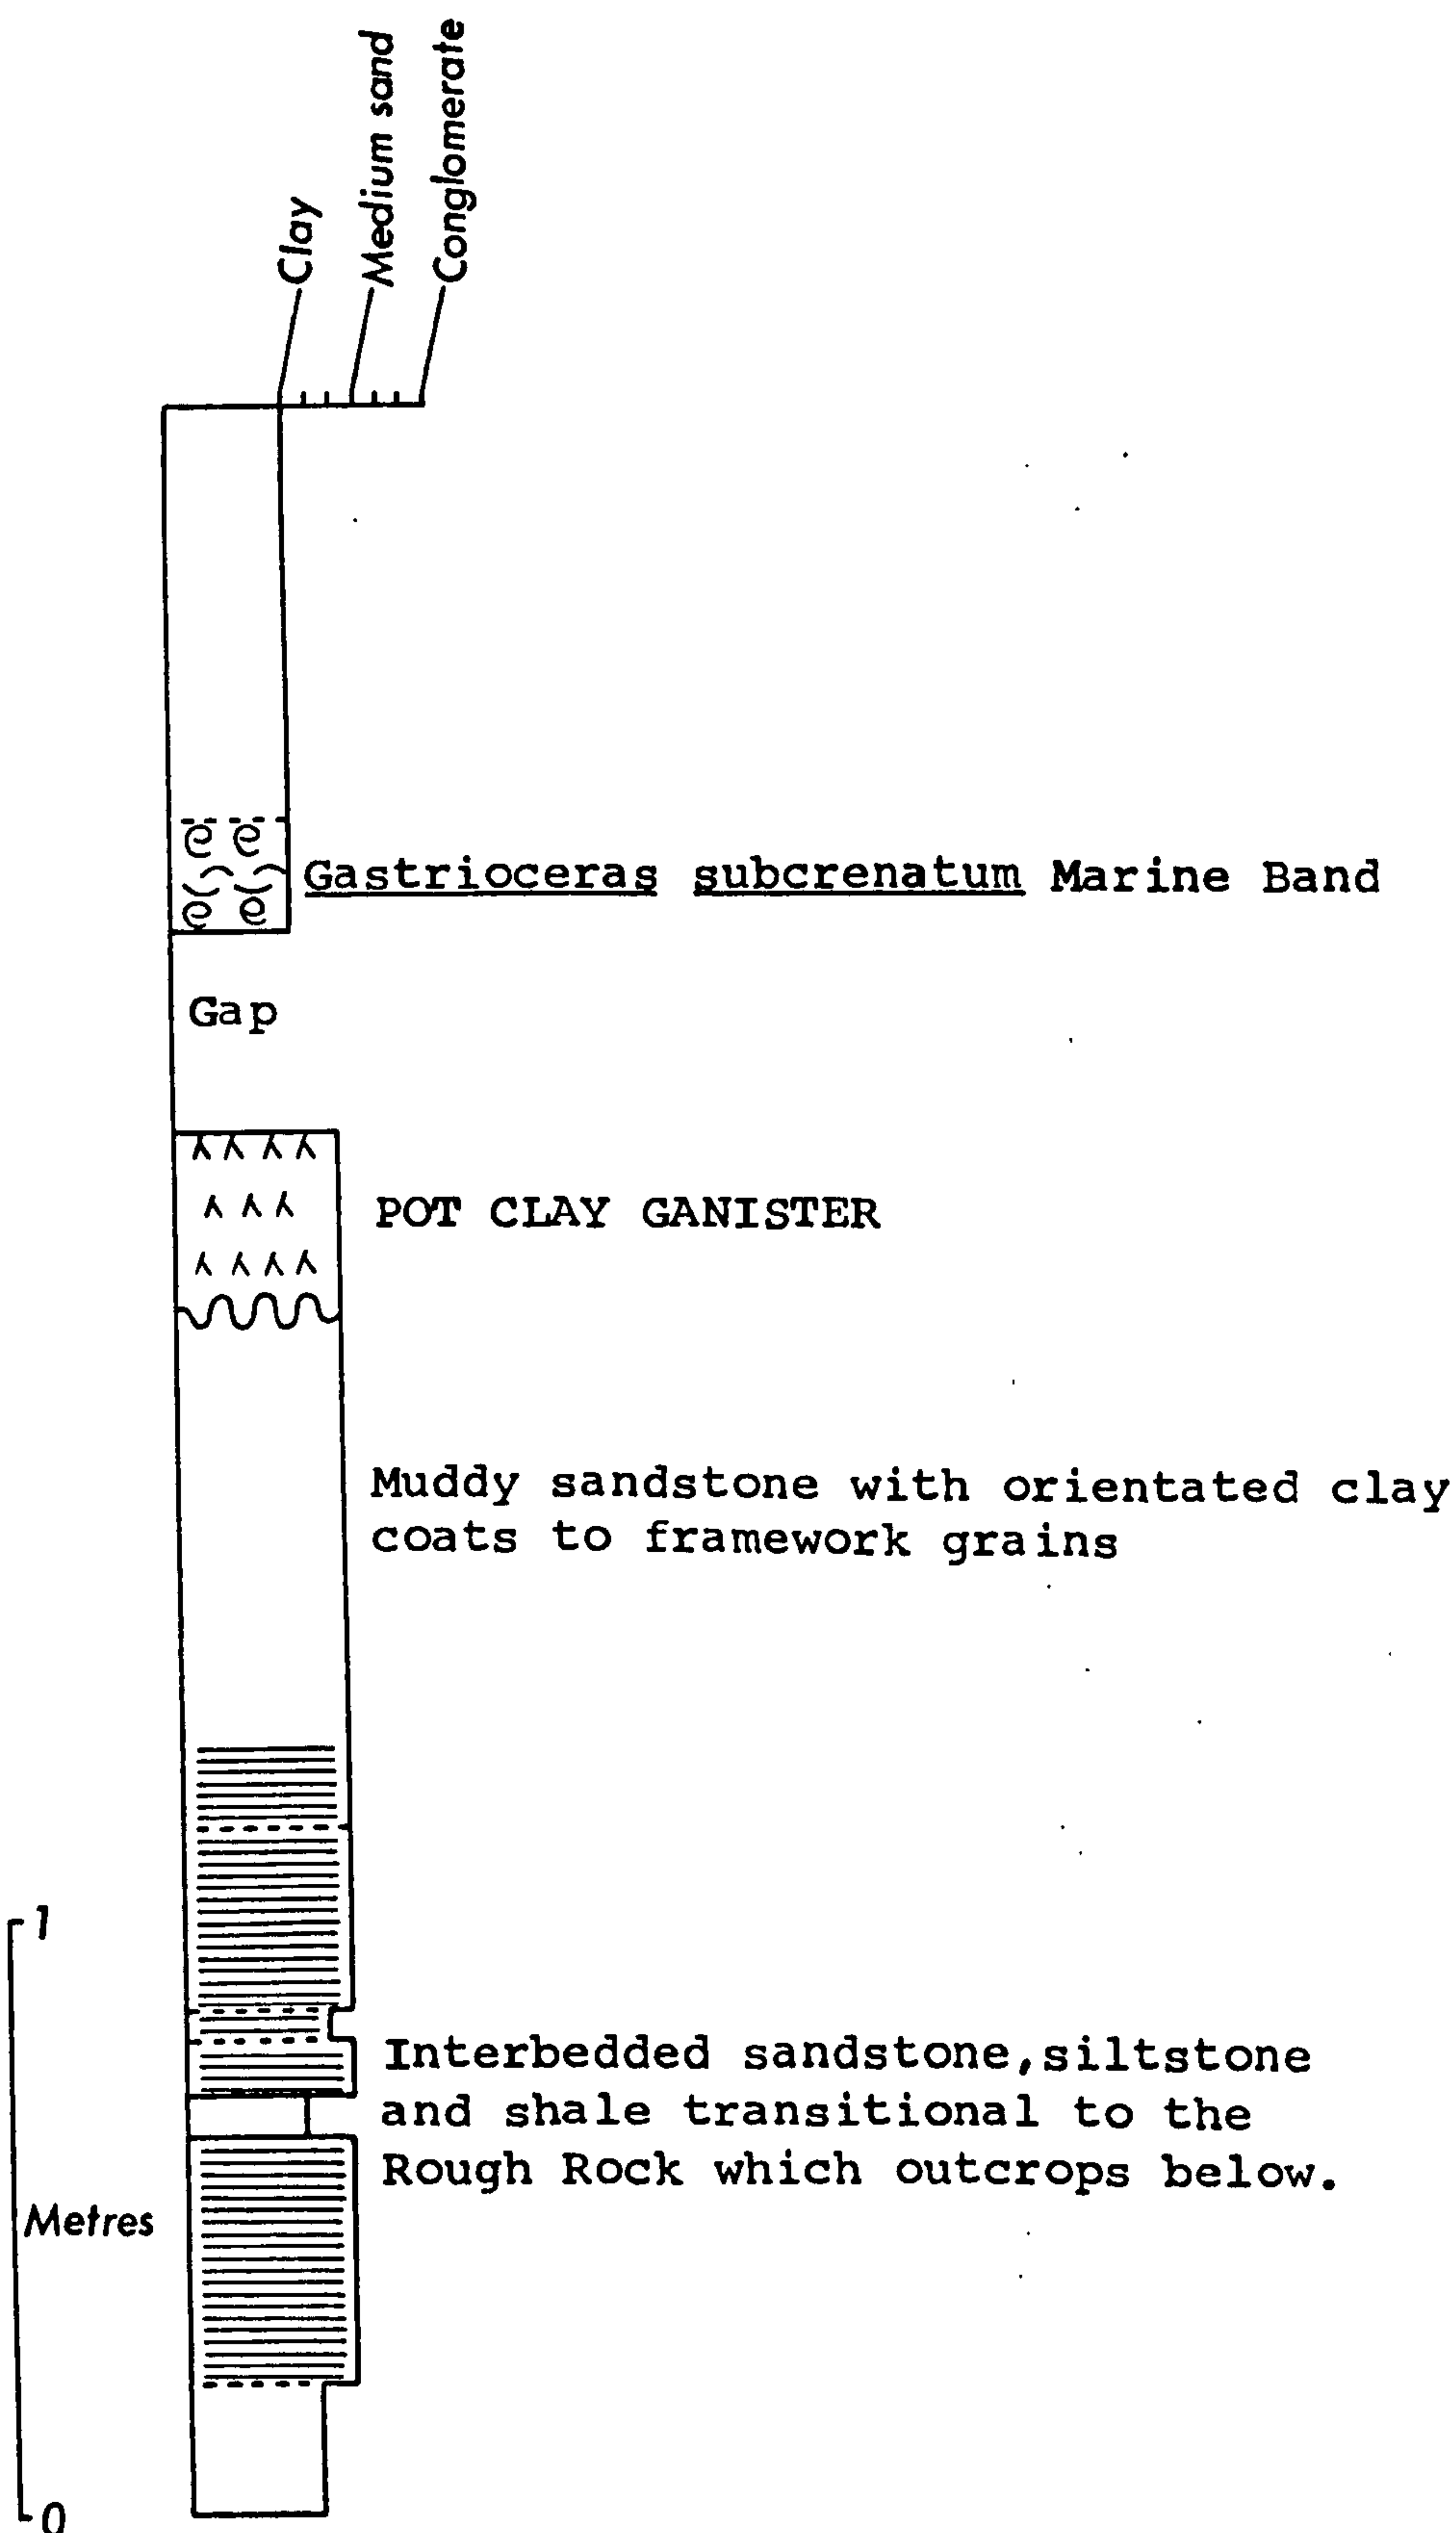 Clay
Medium sand
Conglomerate
Gastrioceras subcrenatum Marine Band
Gap
POT CLAY GANISTER
Muddy sandstone with orientated clay
coats to framework grains
1
Interbedded sandstone,siltstone
and shale transitional to the
Rough Rock which outcrops below.
Metres
0